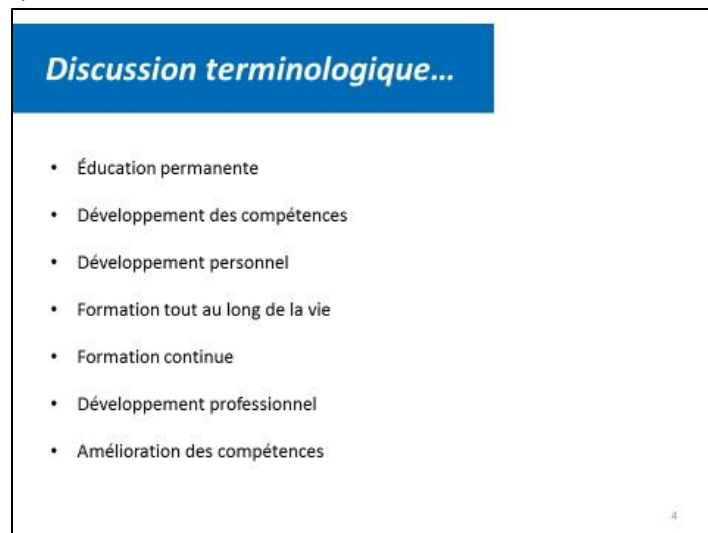 Discussion terminologique…
• Éducation permanente
• Développement des compétences
• Développement personnel
• Formation tout au long de la vie
• Formation continue
• Développement professionnel
• Amélioration des compétences
4